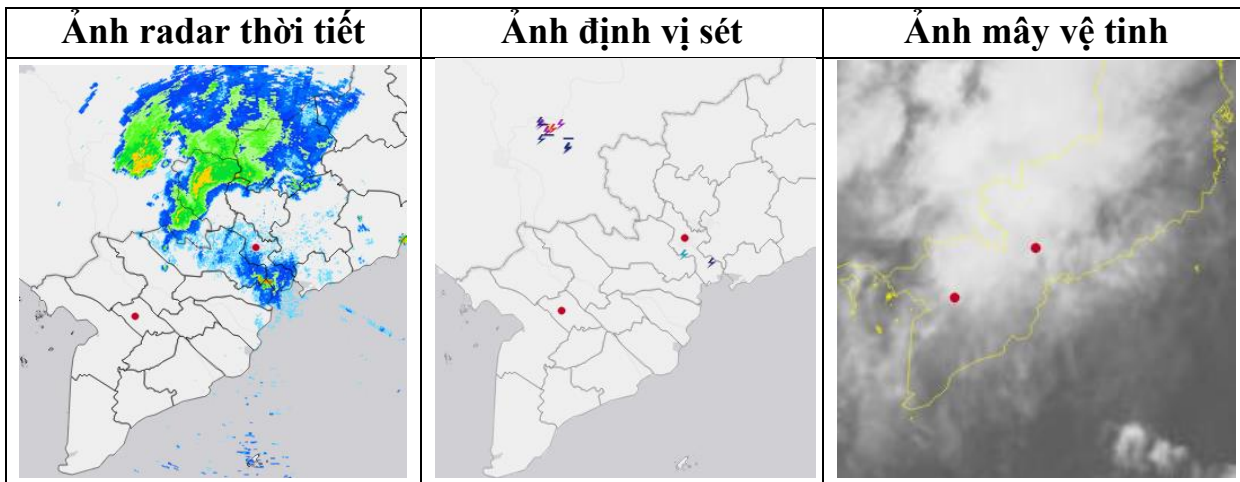 Ảnh radar thời tiết
Ảnh định vị sét
Ảnh mây vệ tinh